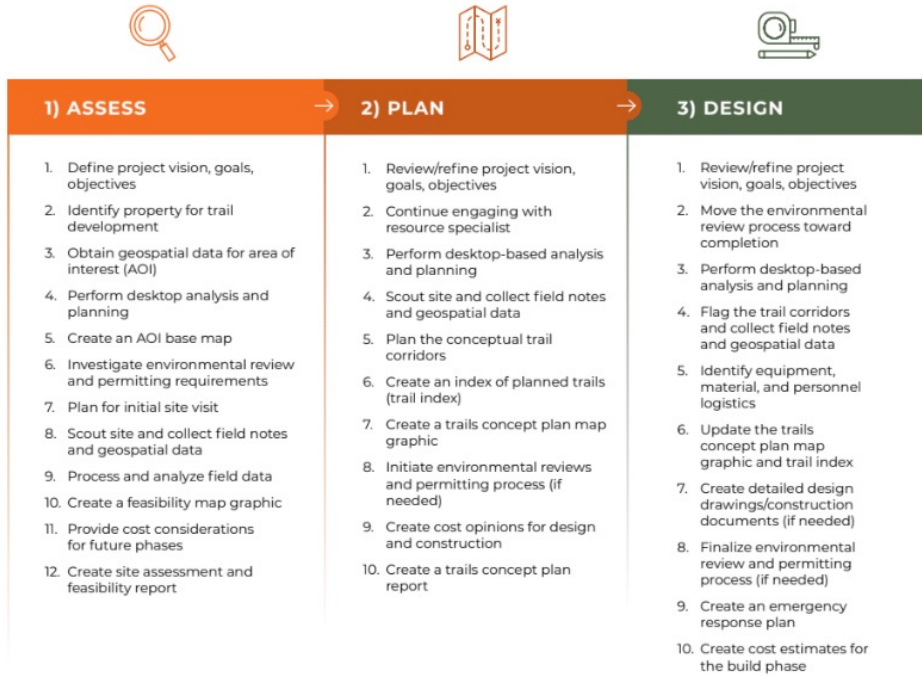 1) ASSESS
1. Define project vision, goals,
objectives
2. Identify property for trail
development
3. Obtain geospatial data for area of
interest (AOI)
4. Perform desktop analysis and
planning
5. Create an AOI base map
6. Investigate environmental review
and permitting requirements
7. Plan for initial site visit
8. Scout site and collect field notes
and geospatial data
9. Process and analyze field data
10. Create a feasibility map graphic
11. Provide cost considerations
for future phases
12. Create site assessment and
feasibility report
2) PLAN
1. Review/refine project vision,
goals, objectives
2. Continue engaging with
resource specialist
3. Perform desktop-based analysis
and planning
4. Scout site and collect field notes
and geospatial data
5. Plan the conceptual trail
corridors
6. Create an index of planned trails
(trail index)
7. Create a trails concept plan map
graphic
8. Initiate environmental reviews
and permitting process (if
needed)
9. Create cost opinions for design
and construction
10. Create a trails concept plan
report
3) DESIGN
1. Review/refine project
vision, goals, objectives
2. Move the environmental
review process toward
completion
3. Perform desktop-based
analysis and planning
4. Flag the trail corridors
and collect field notes
and geospatial data
5. Identify equipment,
material, and personnel
logistics
6. Update the trails
concept plan map
graphic and trail index
7. Create detailed design
drawings/construction
documents (if needed)
8. Finalize environmental
review and permitting
process (if needed)
9. Create an emergency
response plan
10. Create cost estimates for
the build phase